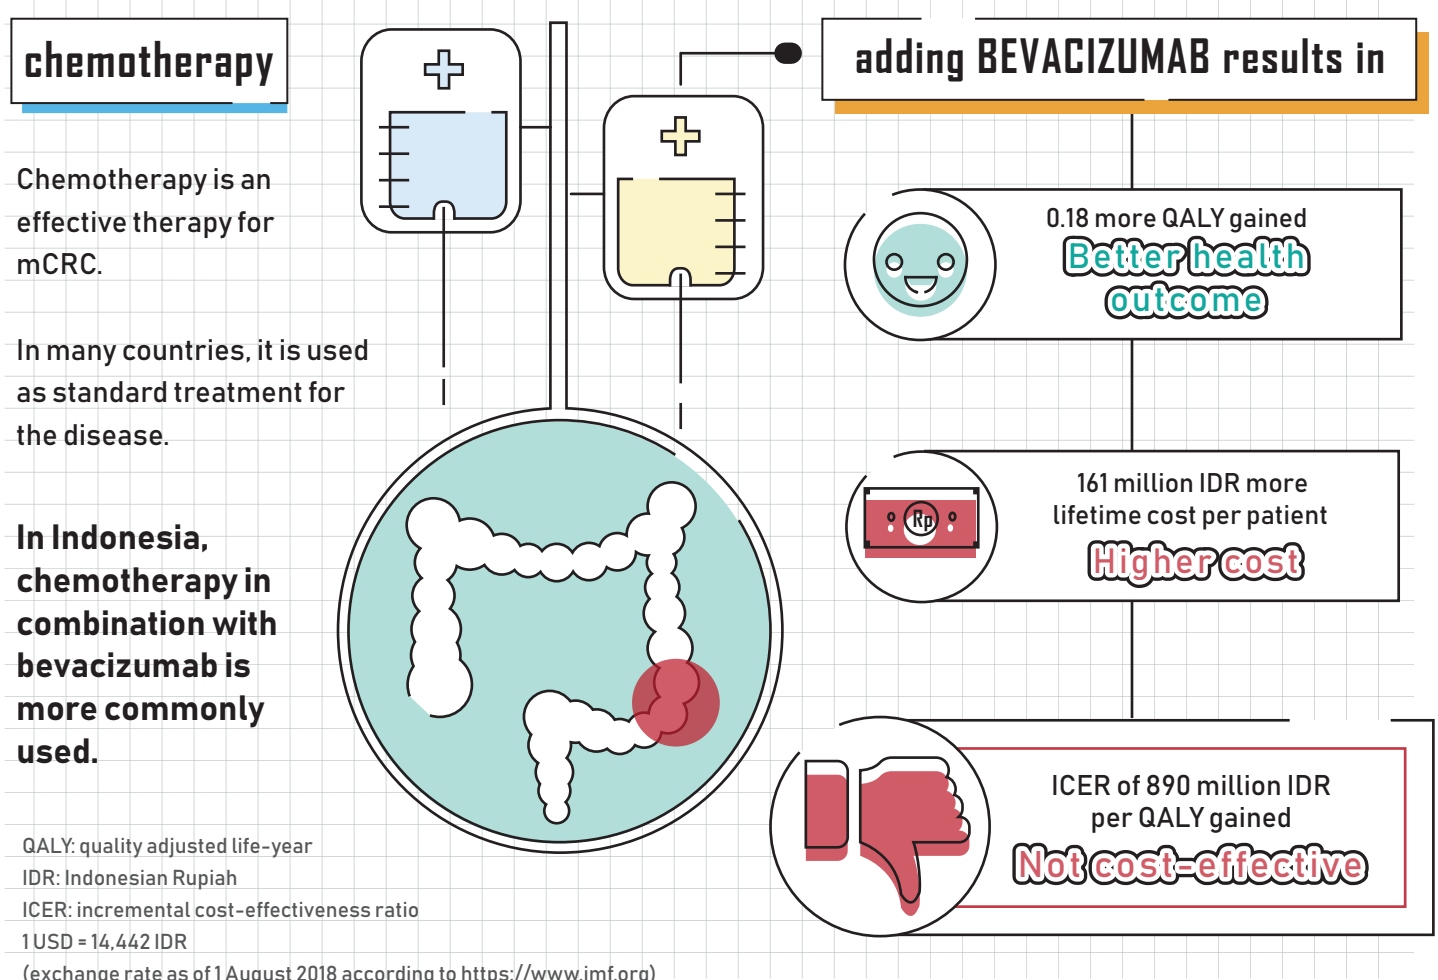 chemotherapy
Chemotherapy is an
effective therapy for
mCRC.
In many countries, it is used
as standard treatment for
the disease.
In Indonesia,
chemotherapy in
combination with
bevacizumab is
more commonly
used.
QALY: quality adjusted life-year
IDR: Indonesian Rupiah
ICER: incremental cost-effectiveness ratio
1 USD = 14,442 IDR
(exchange rate as of 1 August 2018 according to https://www.imf.org)
adding BEVACIZUMAB results in
0.18 more QALY gained
Better health
outcome
Rp
161 million IDR more
lifetime cost per patient
Higher cost
ICER of 890 million IDR
per QALY gained
Not cost-effective